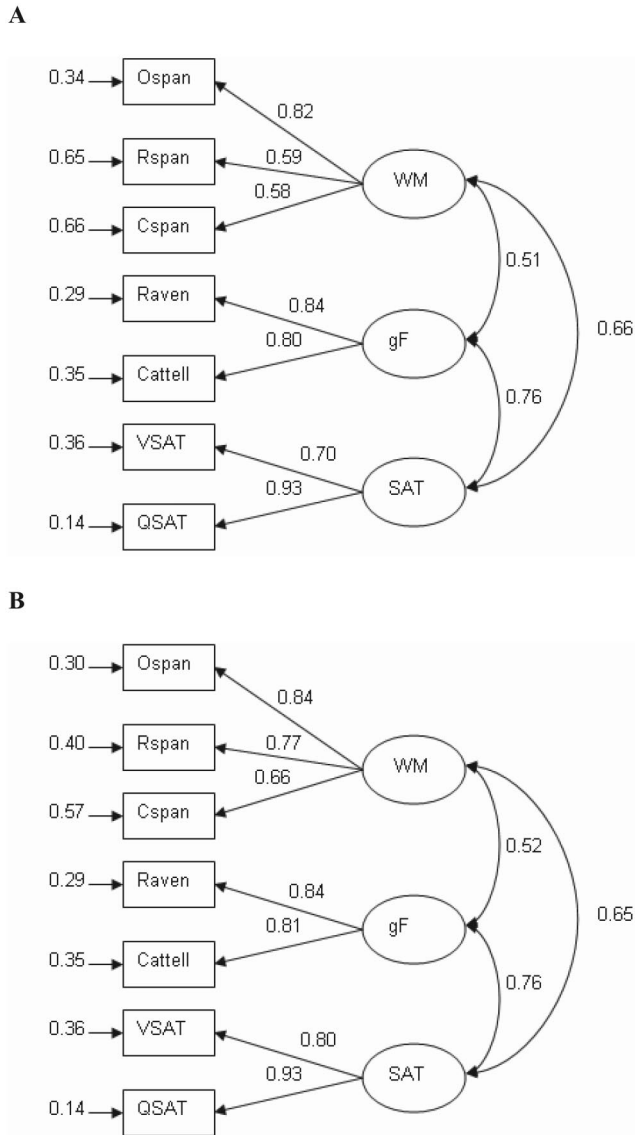 A
0.34 Ospan
0.82
0.65 Rspan 0.59 WM
0.58
0.66 Cspan
0.51
0.29 Raven
0.84 0.66
0.80 gF
0.35 Cattell
0.76
0.36 VSAT
0.70
0.93 SAT
0.14 QSAT
B
0.30 Ospan
0.84
0.40 Rspan 0.77 WM
0.66
0.57 Cspan
0.52
0.29 Raven
0.84 0.65
0.81 gF
0.35 Cattell
0.76
0.36 VSAT
0.80
0.93 SAT
0.14 QSAT